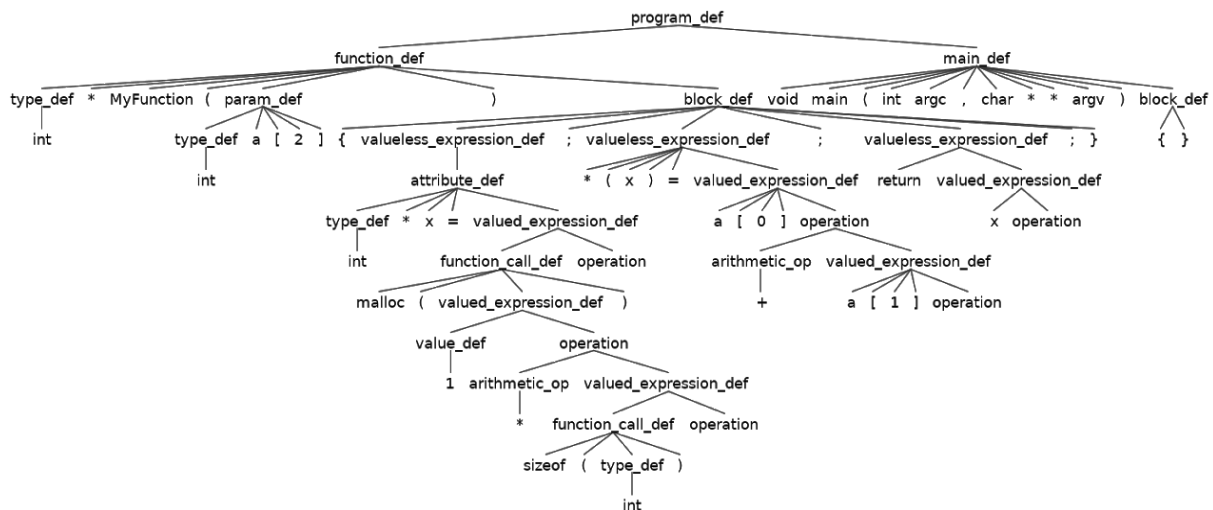 program_def
function_def main_def
type_def * MyFunction ( param_def ) block_def void main ( int argc , char * * argv ) block_def
int type_def a [ 2 ] { valueless_expression_def ; valueless_expression_def ; valueless_expression_def ; } { }
int attribute_def * ( x ) = valued_expression_def return valued_expression_def
type_def * x = valued_expression_def a [ 0 ] operation x operation
int function_call_def operation arithmetic_op valued_expression_def
malloc ( valued_expression_def ) + a [ 1 ] operation
value_def operation
1 arithmetic_op valued_expression_def
* function_call_def operation
sizeof ( type_def )
int